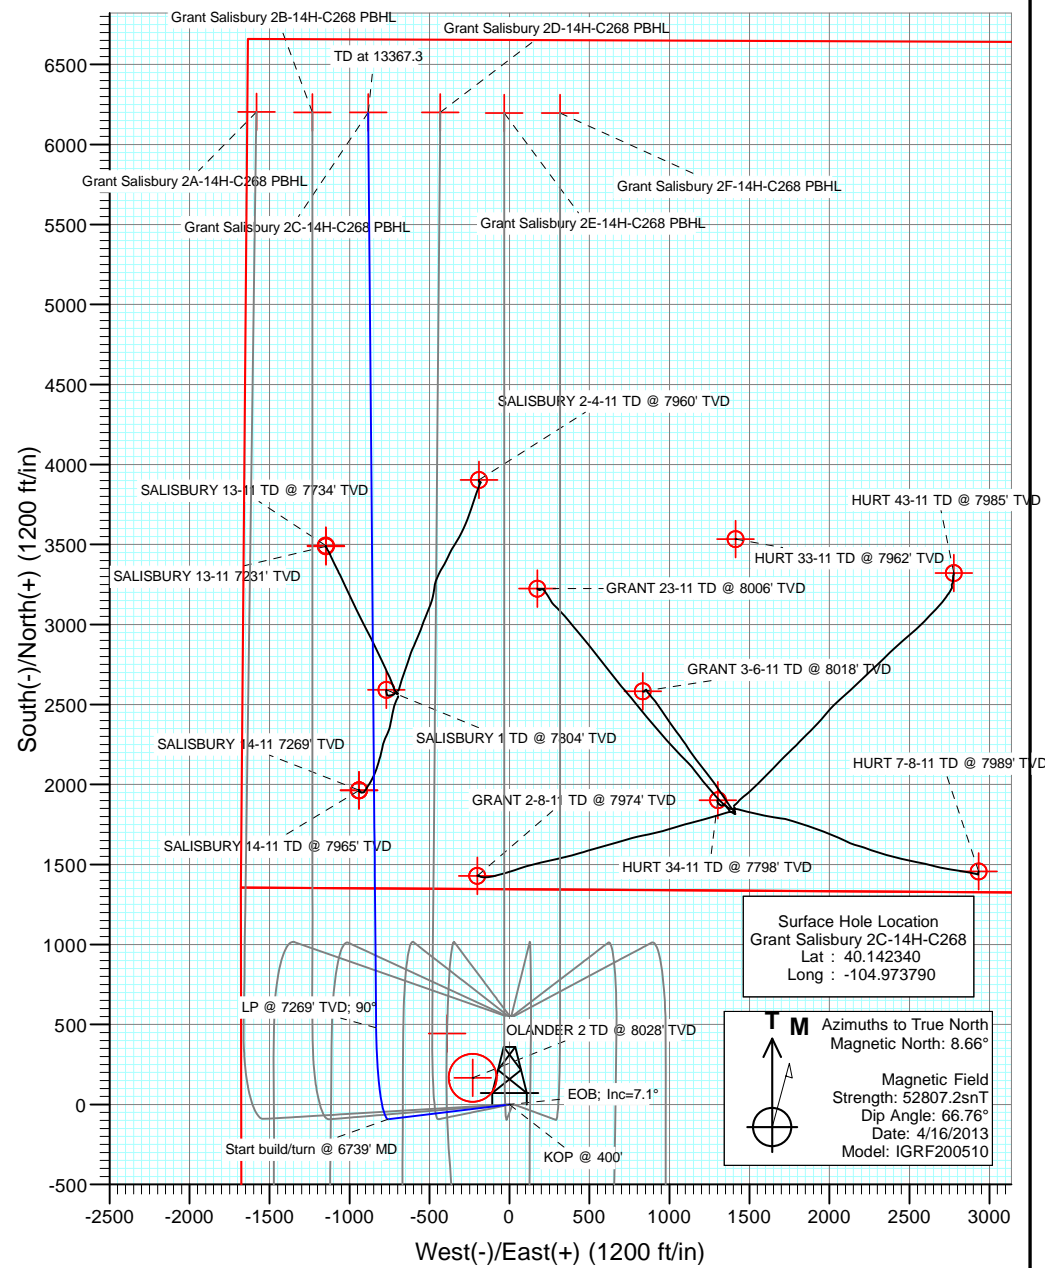 Grant Salisbury 2B-14H-C268 PBHL
Grant Salisbury 2D-14H-C268 PBHL
TD at 13367.3
Grant Salisbury 2A-14H-C268 PBHL
Grant Salisbury 2F-14H-C268 PBHL
Grant Salisbury 2C-14H-C268 PBHL
Grant Salisbury 2E-14H-C268 PBHL
6500
6000
5500
5000
4500
4000
3500
3000
2500
2000
1500
1000
500
0
-500
South(-)/North(+) (1200 ft/in)
SALISBURY 2-4-11 TD @ 7960' TVD
SALISBURY 13-11 TD @ 7734' TVD
HURT 43-11 TD @ 7985' TVD
HURT 33-11 TD @ 7962' TVD
SALISBURY 13-11 7231' TVD
GRANT 23-11 TD @ 8006' TVD
GRANT 3-6-11 TD @ 8018' TVD
SALISBURY 14-11 7269' TVD
SALISBURY 1 TD @ 7804' TVD
HURT 7-8-11 TD @ 7989' TVD
GRANT 2-8-11 TD @ 7974' TVD
SALISBURY 14-11 TD @ 7965' TVD
HURT 34-11 TD @ 7798' TVD
Surface Hole Location
Grant Salisbury 2C-14H-C268
Lat : 40.142340
Long : -104.973790
LP @ 7269' TVD; 90°
OLANDER 2 TD @ 8028' TVD
EOB; Inc=7.1°
Start build/turn @ 6739' MD
KOP @ 400'
T M
Azimuths to True North
Magnetic North: 8.66°
Magnetic Field
Strength: 52807.2snT
Dip Angle: 66.76°
Date: 4/16/2013
Model: IGRF200510
-2500 -2000 -1500 -1000 -500 0 500 1000 1500 2000 2500 3000
West(-)/East(+) (1200 ft/in)